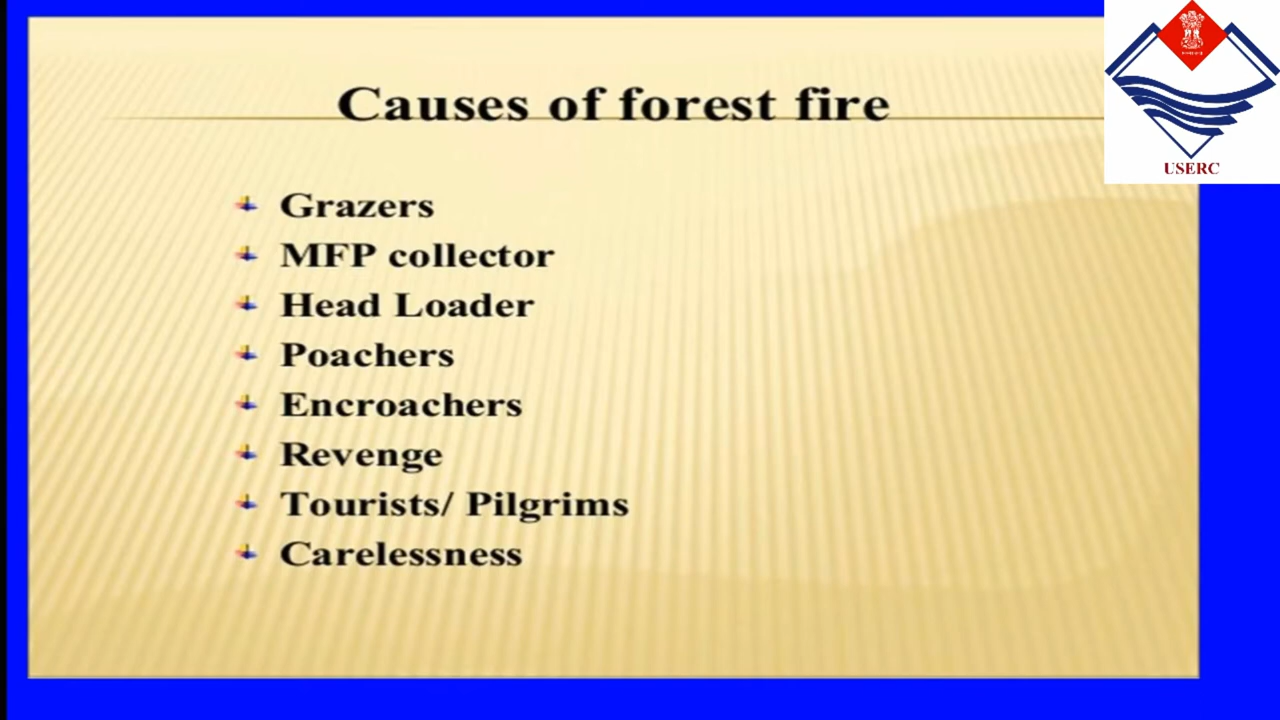 Causes of forest fire
Grazers
MFP collector
Head Loader
Poachers
Encroachers
Revenge
Tourists/ Pilgrims
Carelessness
USERC